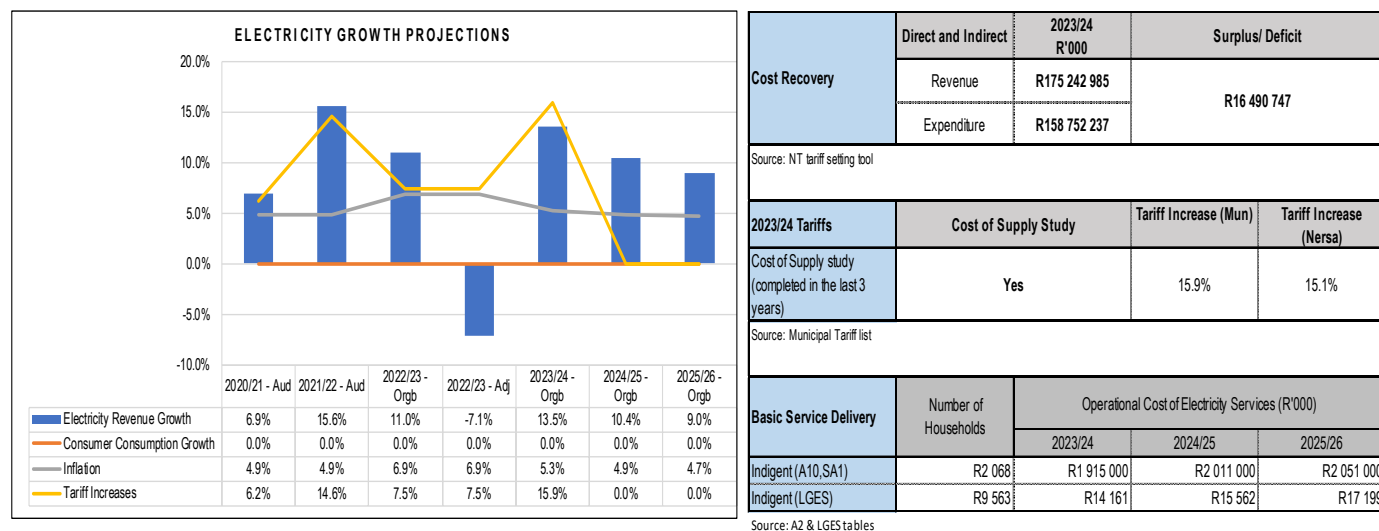 ELECTRICITY GROWTH PROJECTIONS
20.0%
15.0%
10.0%
5.0%
0.0%
-5.0%
-10.0%
2020/21 - Aud 2021/22 - Aud 2022/23 - Orgb 2022/23 - Adj 2023/24 - Orgb 2024/25 - Orgb 2025/26 - Orgb
Electricity Revenue Growth 6.9% 15.6% 11.0% -7.1% 13.5% 10.4% 9.0%
Consumer Consumption Growth 0.0% 0.0% 0.0% 0.0% 0.0% 0.0% 0.0%
Inflation 4.9% 4.9% 6.9% 6.9% 5.3% 4.9% 4.7%
Tariff Increases 6.2% 14.6% 7.5% 7.5% 15.9% 0.0% 0.0%
Cost Recovery
Direct and Indirect 2023/24 R'000 Surplus/ Deficit
Revenue R175 242 985
R16 490 747
Expenditure R158 752 237
Source: NT tariff setting tool
2023/24 Tariffs Cost of Supply Study Tariff Increase (Mun) Tariff Increase (Nersa)
Cost of Supply study
(completed in the last 3
years)
Yes 15.9% 15.1%
Source: Municipal Tariff list
Basic Service Delivery Number of Households Operational Cost of Electricity Services (R'000)
2023/24 2024/25 2025/26
Indigent (A10,SA1) R2 068 R1 915 000 R2 011 000 R2 051 000
Indigent (LGES) R9 563 R14 161 R15 562 R17 199
Source: A2 & LGES tables